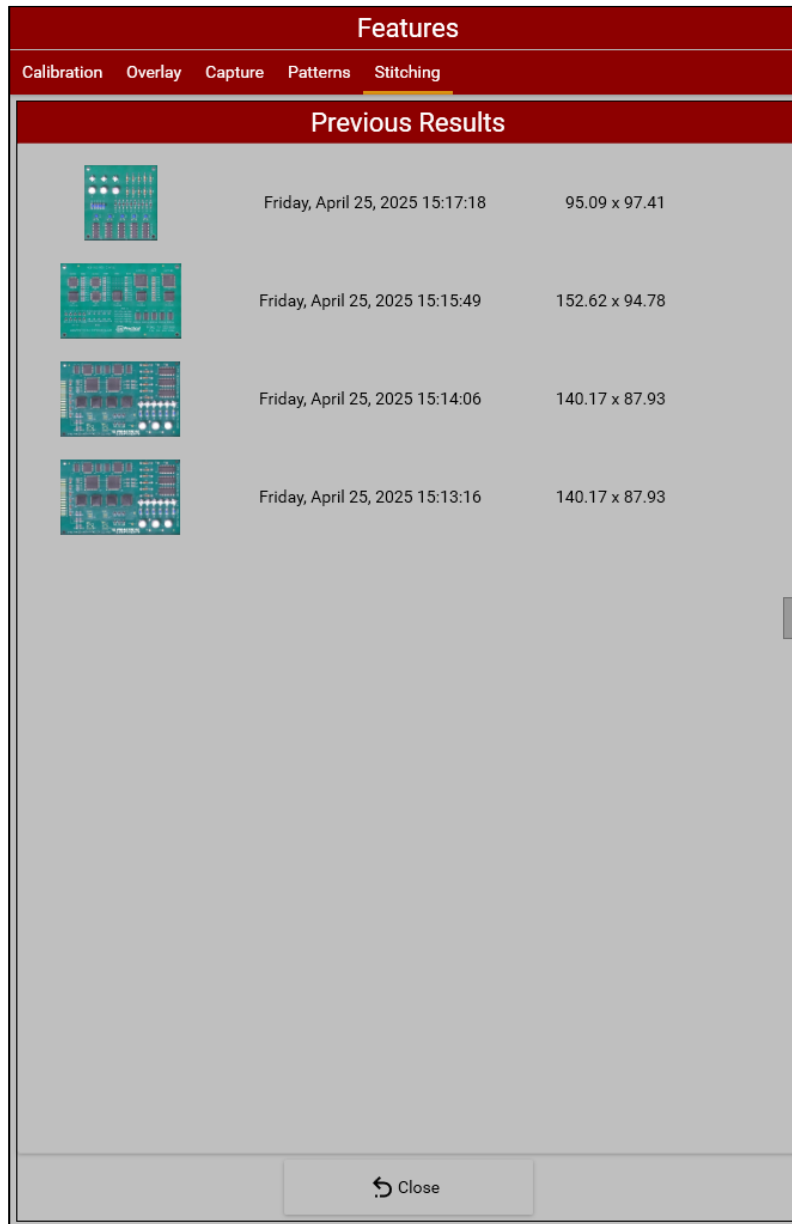 Features
Calibration Overlay Capture Patterns Stitching
Previous Results
Friday, April 25, 2025 15:17:18 95.09 x 97.41
Friday, April 25, 2025 15:15:49 152.62 x 94.78
Friday, April 25, 2025 15:14:06 140.17 x 87.93
Friday, April 25, 2025 15:13:16 140.17 x 87.93
Close